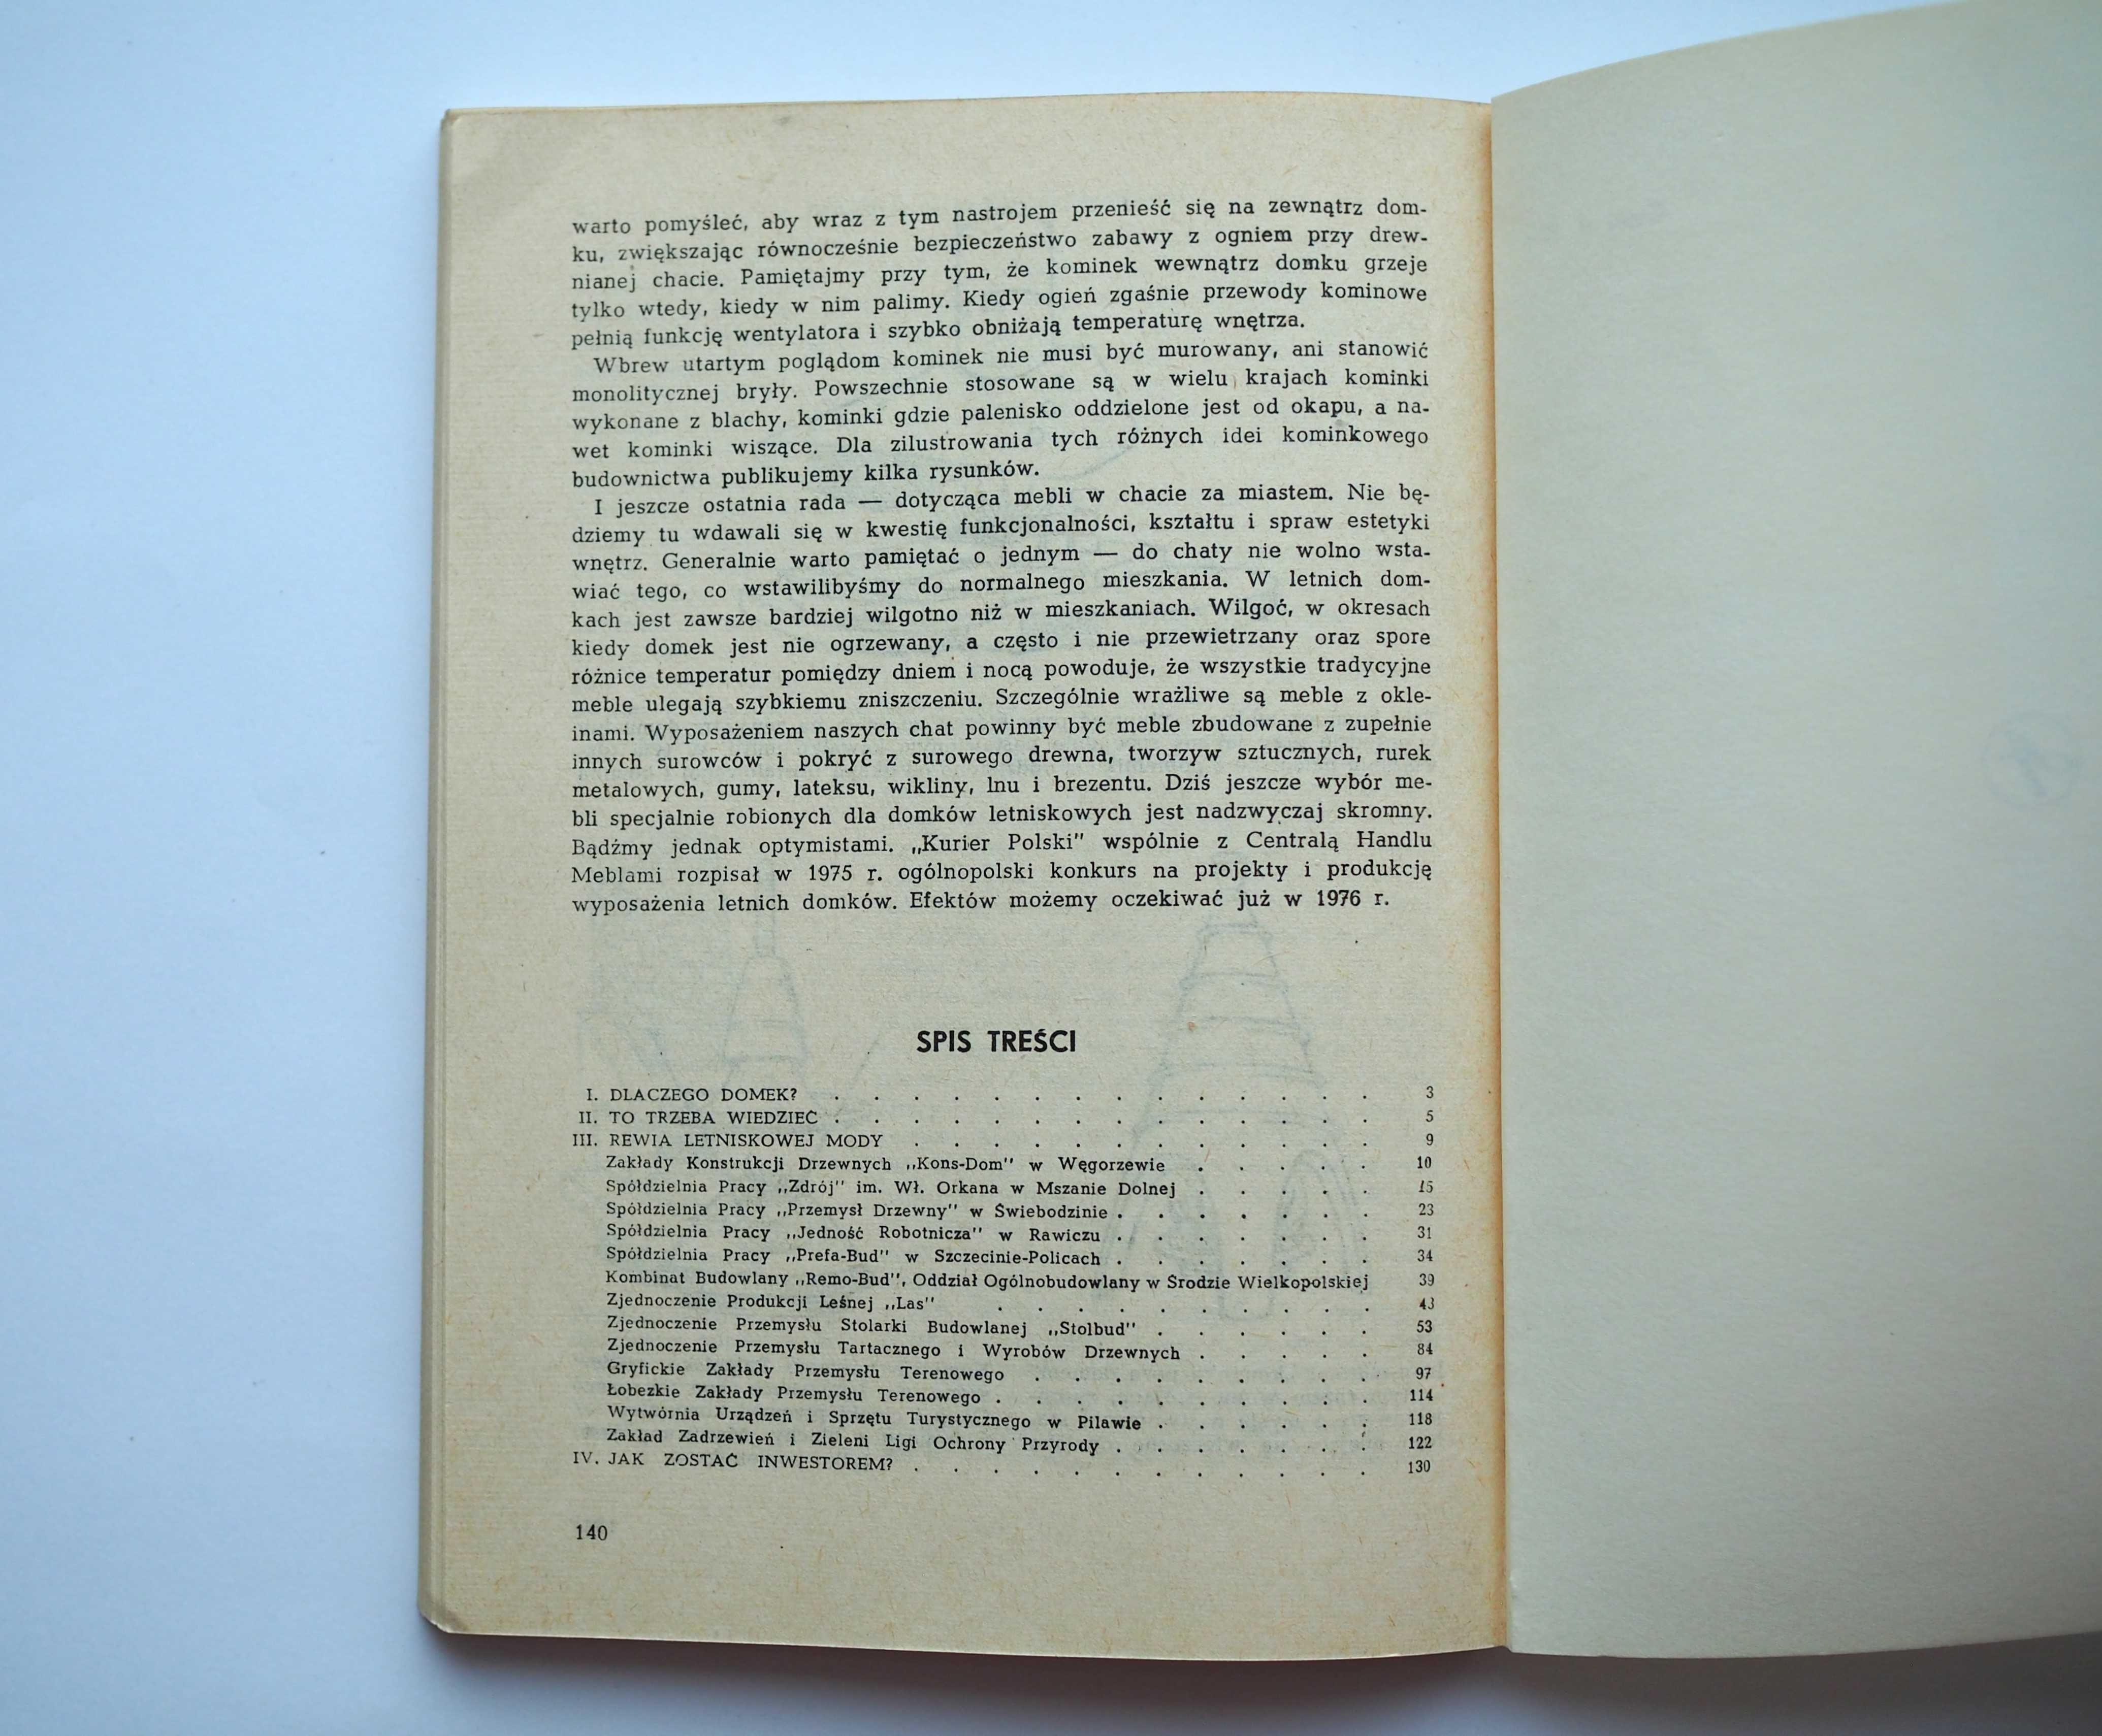 warto pomyśleć, aby wraz z tym nastrojem przenieść się na zewnątrz dom-
ku, zwiększając równocześnie bezpieczeństwo zabawy z ogniem przy drew-
nianej chacie. Pamiętajmy przy tym, że kominek wewnątrz domku grzeje
tylko wtedy, kiedy w nim palimy. Kiedy ogień zgaśnie przewody kominowe
pełnią funkcję wentylatora i szybko obniżają temperaturę wnętrza.
Wbrew utartym poglądom kominek nie musi być murowany, ani stanowić
monolitycznej bryły. Powszechnie stosowane są w wielu krajach kominki
wykonane z blachy, kominki gdzie palenisko oddzielone jest od okapu, a na-
wet kominki wiszące. Dla zilustrowania tych różnych idei kominkowego
budownictwa publikujemy kilka rysunków.
I jeszcze ostatnia rada — dotycząca mebli w chacie za miastem. Nie bę-
dziemy tu wdawali się w kwestię funkcjonalności, kształtu i spraw estetyki
wnętrz. Generalnie warto pamiętać o jednym — do chaty nie wolno wsta-
wiać tego, co wstawilibyśmy do normalnego mieszkania. W letnich dom-
kach jest zawsze bardziej wilgotno niż w mieszkaniach. Wilgoć, w okresach
kiedy domek jest nie ogrzewany, a często i nie przewietrzany oraz spore
różnice temperatur pomiędzy dniem i nocą powoduje, że wszystkie tradycyjne
meble ulegają szybkiemu zniszczeniu. Szczególnie wrażliwe są meble z okle-
inami. Wyposażeniem naszych chat powinny być meble zbudowane z zupełnie
innych surowców i pokryć z surowego drewna, tworzyw sztucznych, rurek
metalowych, gumy, lateksu, wikliny, lnu i brezentu. Dziś jeszcze wybór me-
bli specjalnie robionych dla domków letniskowych jest nadzwyczaj skromny.
Bądźmy jednak optymistami. „Kurier Polski" wspólnie z Centralą Handlu
Meblami rozpisał w 1975 r. ogólnopolski konkurs na projekty i produkcję
wyposażenia letnich domków. Efektów możemy oczekiwać już w 1976 r.
SPIS TREŚCI
I. DLACZEGO DOMEK? . . . . . . . . . . . . . . 3
II. TO TRZEBA WIEDZIEĆ . . . . . . . . . . . . . . 5
III. REWIA LETNISKOWEJ MODY . . . . . . . . . . . . 9
Zakłady Konstrukcji Drzewnych „Kons-Dom" w Węgorzewie . . . . . 10
Spółdzielnia Pracy „Zdrój" im. Wł. Orkana w Mszanie Dolnej . . . . . 15
Spółdzielnia Pracy „Przemysł Drzewny" w Świebodzinie . . . . . . . 23
Spółdzielnia Pracy „Jedność Robotnicza" w Rawiczu . . . . . . . 31
Spółdzielnia Pracy „Prefa-Bud" w Szczecinie-Policach . . . . . . . 34
Kombinat Budowlany „Remo-Bud", Oddział Ogólnobudowlany w Środzie Wielkopolskiej 39
Zjednoczenie Produkcji Leśnej „Las" . . . . . . . . . . 43
Zjednoczenie Przemysłu Stolarki Budowlanej „Stolbud" . . . . . . 53
Zjednoczenie Przemysłu Tartacznego i Wyrobów Drzewnych . . . . . 84
Gryfickie Zakłady Przemysłu Terenowego . . . . . . . . . 97
Łobezkie Zakłady Przemysłu Terenowego . . . . . . . . . . 114
Wytwórnia Urządzeń i Sprzętu Turystycznego w Pilawie . . . . . . 118
Zakład Zadrzewień i Zieleni Ligi Ochrony Przyrody . . . . . . . 122
IV. JAK ZOSTAĆ INWESTOREM? . . . . . . . . . . . . 130
140